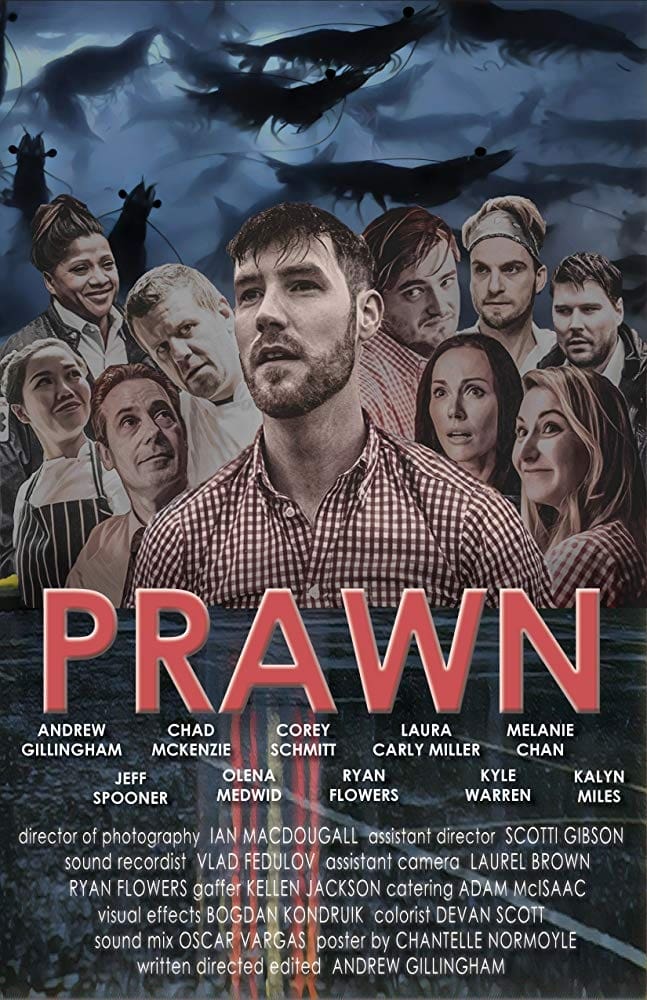 PRAWN
ANDREW CHAD COREY LAURA MELANIE
GILLINGHAM MCKENZIE SCHMITT CARLY MILLER CHAN
JEFF OLENA RYAN KYLE KALYN
SPOONER MEDWID FLOWERS WARREN MILES
director of photography IAN MACDOUGALL assistant director SCOTTI GIBSON
sound recordist VLAD FEDULOV assistant camera LAUREL BROWN
RYAN FLOWERS gaffer KELLEN JACKSON catering ADAM McISAAC
visual effects BOGDAN KONDRUIK colorist DEVAN SCOTT
sound mix OSCAR VARGAS poster by CHANTELLE NORMOYLE
written directed edited ANDREW GILLINGHAM